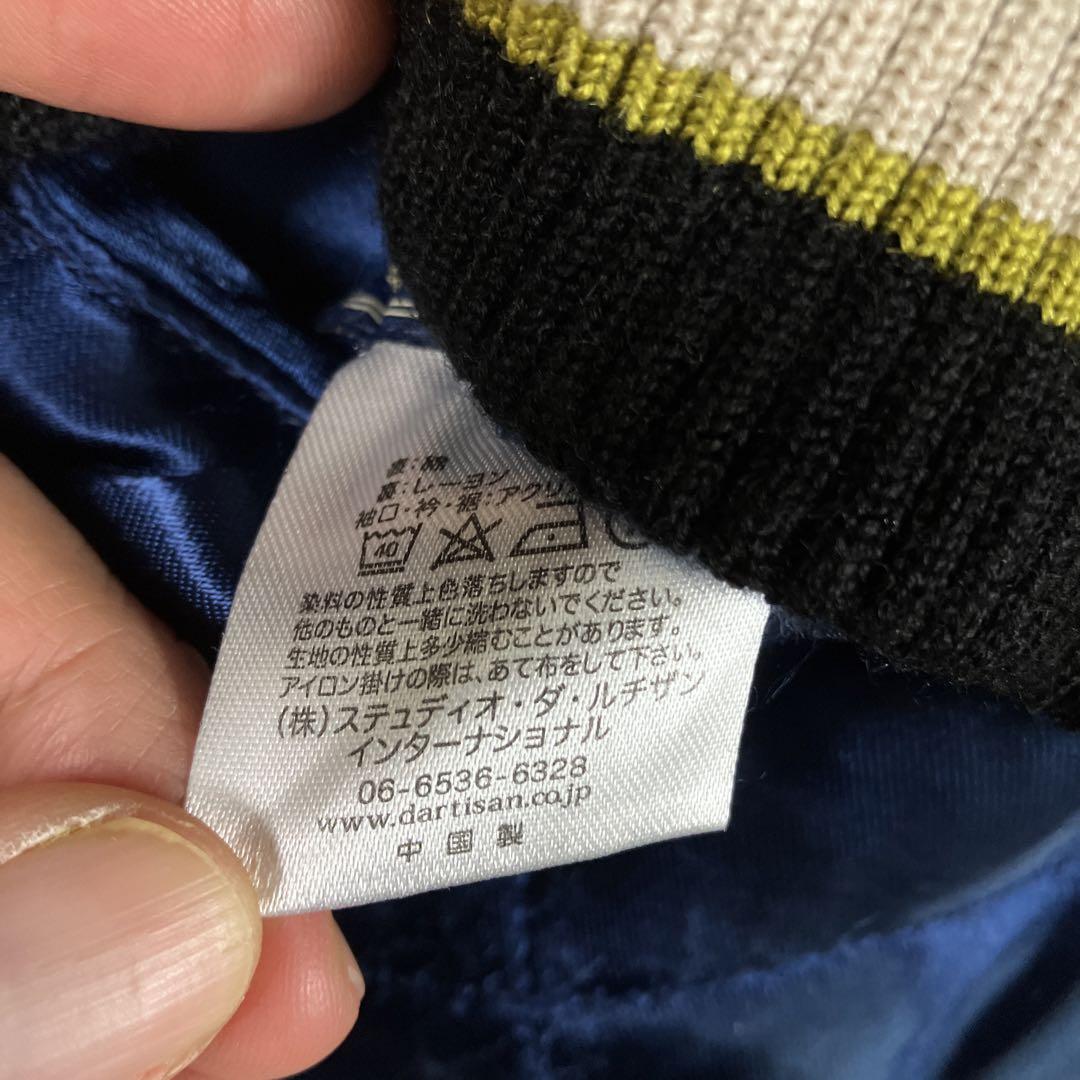 表:綿
裏:レーヨン
袖口・衿・裾:アクリ
40
染料の性質上色落ちしますので
他のものと一緒に洗わないでください。
生地の性質上多少縮むことがあります。
アイロン掛けの際は、あて布をして下さい。
(株)ステュディオ・ダ・ルチザン
インターナショナル
06-6536-6328
www.dartisan.co.jp
中国製